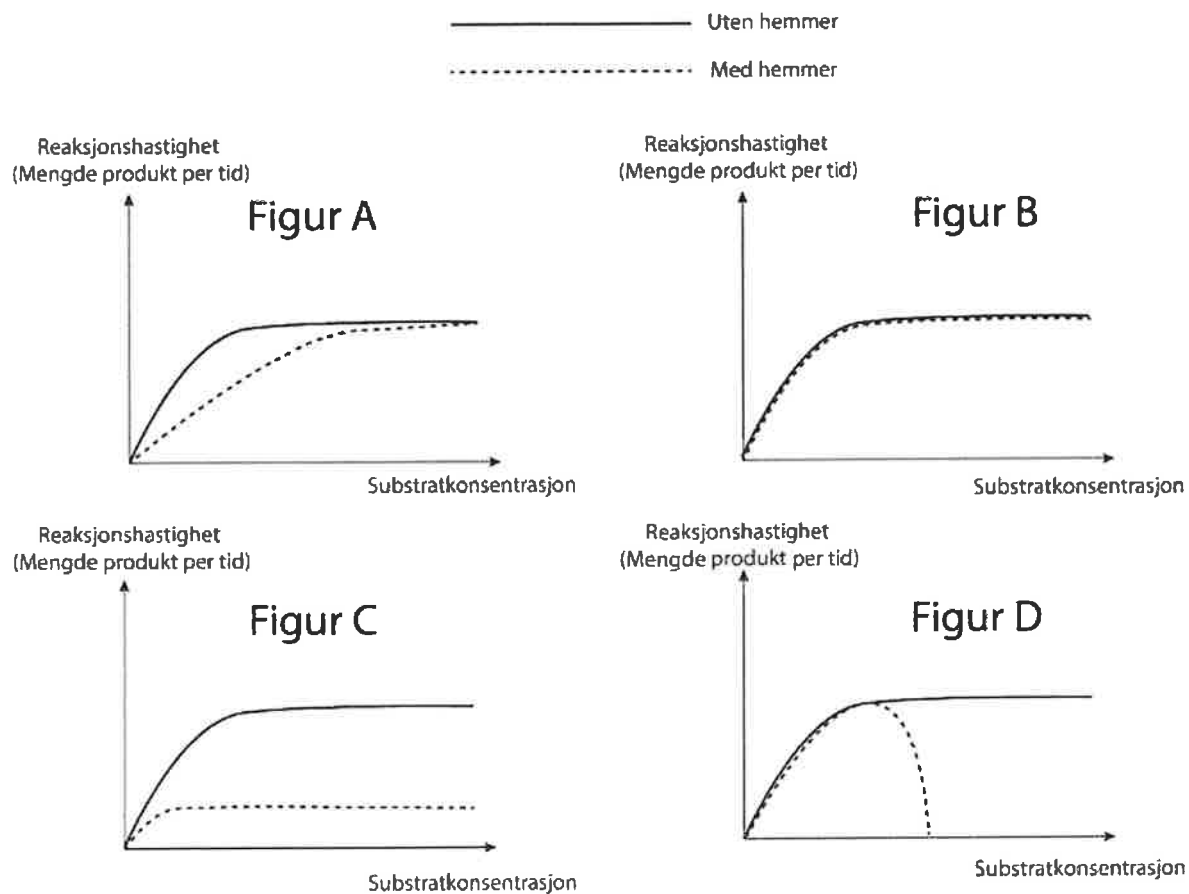 Uten hemmer
Med hemmer
Reaksjonshastighet
(Mengde produkt per tid)
Figur A
Substratkonsentrasjon
Reaksjonshastighet
(Mengde produkt per tid)
Figur B
Substratkonsentrasjon
Reaksjonshastighet
(Mengde produkt per tid)
Figur C
Substratkonsentrasjon
Reaksjonshastighet
(Mengde produkt per tid)
Figur D
Substratkonsentrasjon